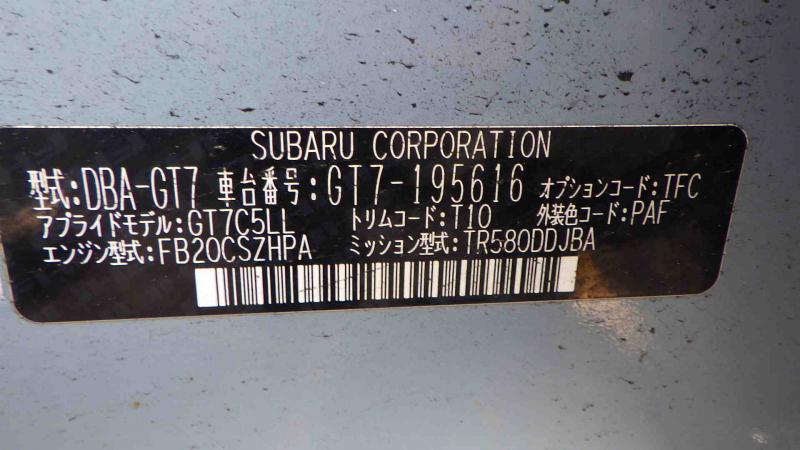 SUBARU CORPORATION
型式:DBA-GT7 車台番号:GT7-195616 オプションコード:TFC
アプライドモデル:GT7C5LL トリムコード:T10 外装色コード:PAF
エンジン型式:FB20CSZHPA ミッション型式:TR580DDJBA